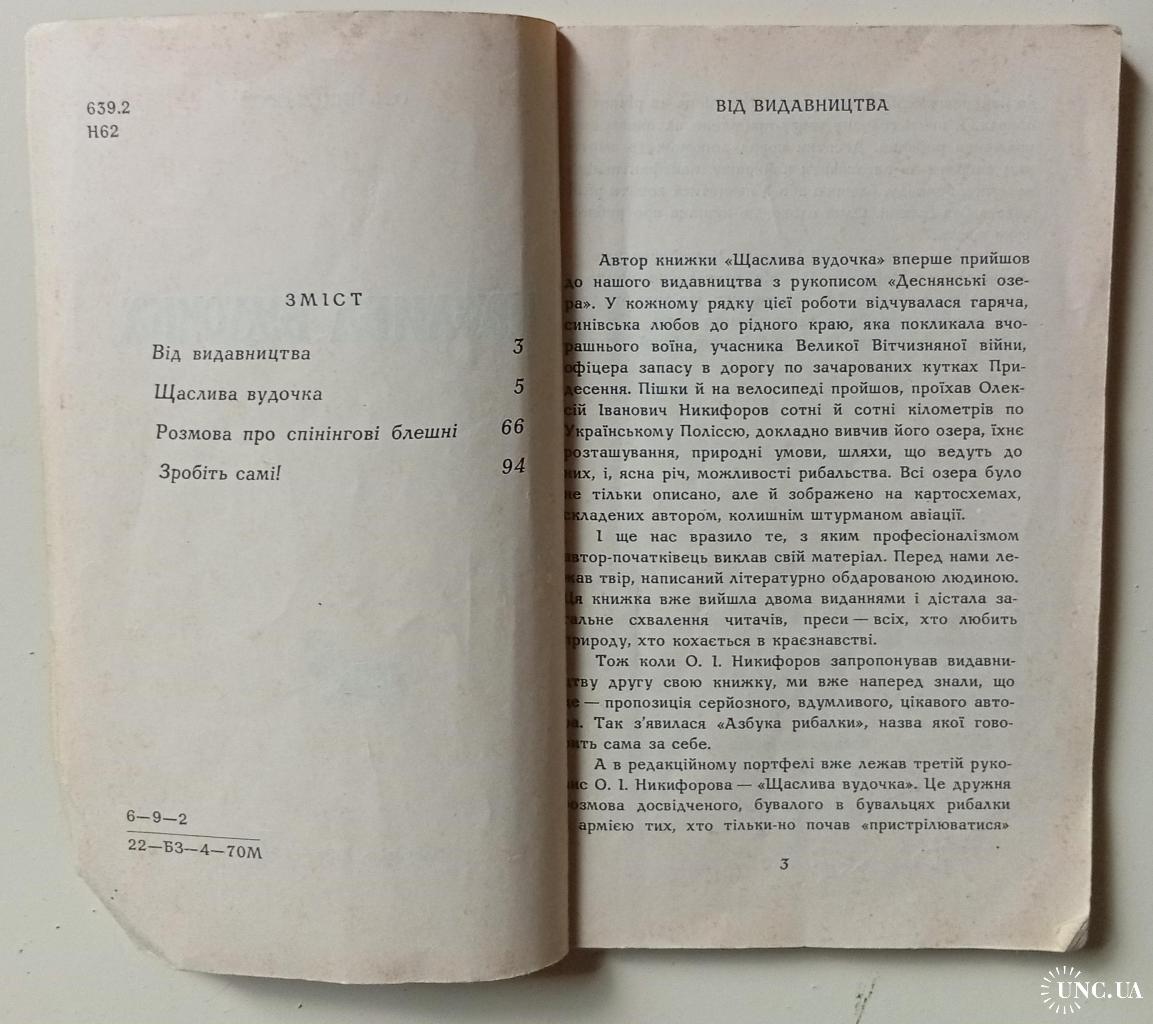 639.2
Н62
ЗМІСТ
Від видавництва 3
Щаслива вудочка 5
Розмова про спінінгові блешні 66
Зробіть самі! 94
6—9—2
22—БЗ—4—70М
ВІД ВИДАВНИЦТВА
Автор книжки «Щаслива вудочка» вперше прийшов
до нашого видавництва з рукописом «Деснянські озе-
ра». У кожному рядку цієї роботи відчувалася гаряча,
синівська любов до рідного краю, яка покликала вчо-
рашнього воїна, учасника Великої Вітчизняної війни,
офіцера запасу в дорогу по зачарованих кутках При-
десення. Пішки й на велосипеді пройшов, проїхав Олек-
сій Іванович Никифоров сотні й сотні кілометрів по
Українському Поліссю, докладно вивчив його озера, їхнє
розташування, природні умови, шляхи, що ведуть до
них, і, ясна річ, можливості рибальства. Всі озера було
не тільки описано, але й зображено на картосхемах,
складених автором, колишнім штурманом авіації.
І ще нас вразило те, з яким професіоналізмом
автор-початківець виклав свій матеріал. Перед нами ле-
жав твір, написаний літературно обдарованою людиною.
Ця книжка вже вийшла двома виданнями і дістала за-
гальне схвалення читачів, преси — всіх, хто любить
природу, хто кохається в краєзнавстві.
Тож коли О. І. Никифоров запропонував видавни-
цтву другу свою книжку, ми вже наперед знали, що
це — пропозиція серйозного, вдумливого, цікавого авто-
ра. Так з'явилася «Азбука рибалки», назва якої гово-
рить сама за себе.
А в редакційному портфелі вже лежав третій руко-
пис О. І. Никифорова — «Щаслива вудочка». Це дружня
розмова досвідченого, бувалого в бувальцях рибалки
армією тих, хто тільки-но почав «пристрілюватися»
3
UNC.UA